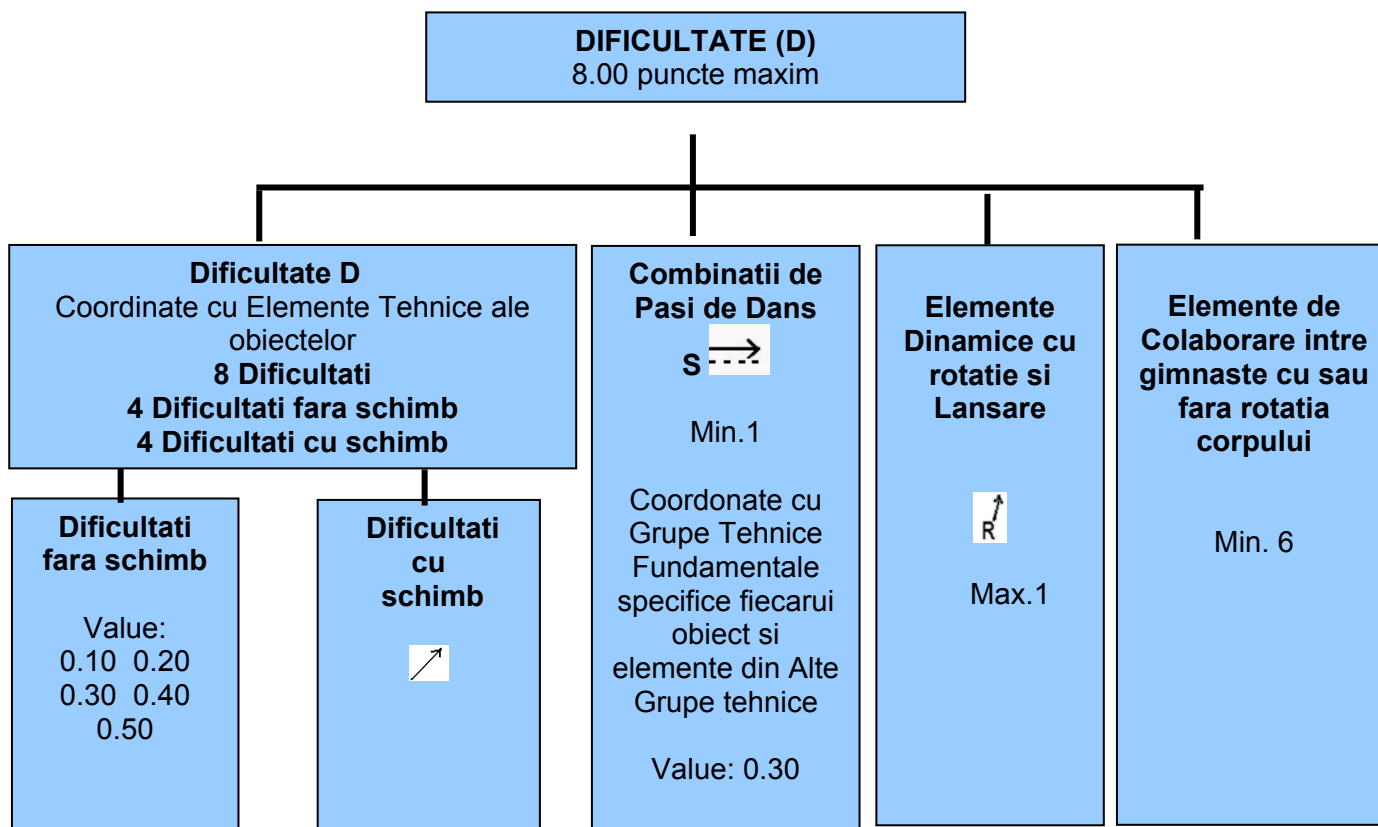 DIFICULTATE (D)
8.00 puncte maxim
Dificultate D
Coordinate cu Elemente Tehnice ale
obiectelor
8 Dificultati
4 Dificultati fara schimb
4 Dificultati cu schimb
Dificultati
fara schimb
Value:
0.10 0.20
0.30 0.40
0.50
Dificultati
cu
schimb
Combinatii de
Pasi de Dans
S
Min.1
Coordonate cu
Grupe Tehnice
Fundamentale
specifice fiecarui
obiect si
elemente din Alte
Grupe tehnice
Value: 0.30
Elemente
Dinamice cu
rotatie si
Lansare
R
Max.1
Elemente de
Colaborare intre
gimnaste cu sau
fara rotatia
corpului
Min. 6